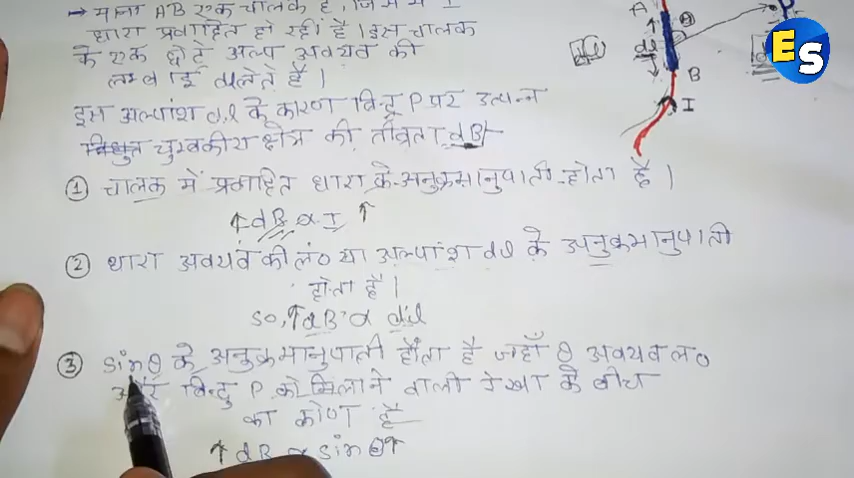 → माना AB एक चालक है, जिसमें I
धारा प्रवाहित हो रही है। इस चालक
के एक छोटे अल्प अवयव की
लम्बाई dl लेते हैं।
इस अल्पांश dl के कारण बिन्दु P पर उत्पन्न
चुम्बकीय क्षेत्र की तीव्रता dB
① चालक में प्रवाहित धारा के अनुक्रमानुपाती होता है।
↑dB ∝ I ↑
② धारा अवयव की लं० या अल्पांश dl के अनुक्रमानुपाती
होता है।
so, ↑dB ∝ dl
③ sinθ के अनुक्रमानुपाती होता है जहाँ θ अवयव लं०
और बिन्दु P को मिलाने वाली रेखा के बीच
का कोण है
↑ dB ∝ sinθ↑
A
θ
dl
B
I
P
ES